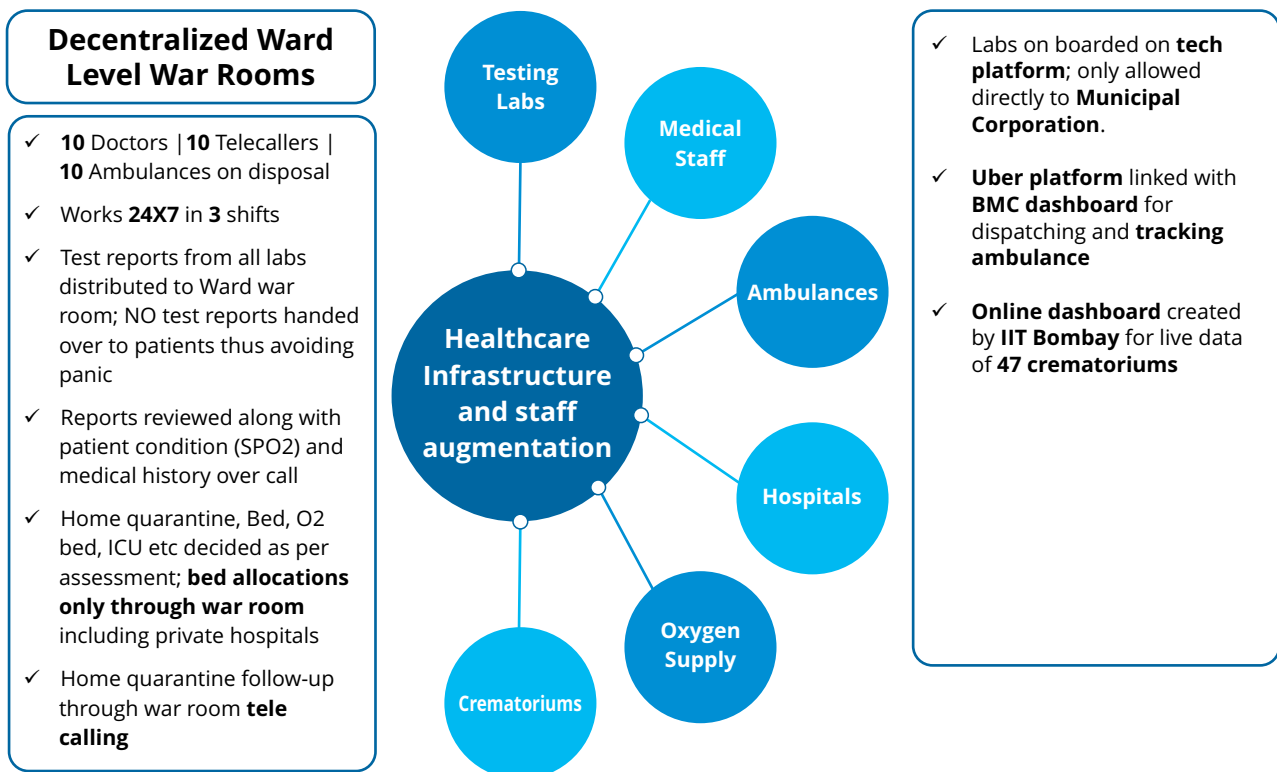 Decentralized Ward
Level War Rooms
✓ 10 Doctors |10 Telecallers |
10 Ambulances on disposal
✓ Works 24X7 in 3 shifts
✓ Test reports from all labs
distributed to Ward war
room; NO test reports handed
over to patients thus avoiding
panic
✓ Reports reviewed along with
patient condition (SPO2) and
medical history over call
✓ Home quarantine, Bed, O2
bed, ICU etc decided as per
assessment; bed allocations
only through war room
including private hospitals
✓ Home quarantine follow-up
through war room tele
calling
Healthcare
Infrastructure
and staff
augmentation
Testing
Labs
Medical
Staff
Ambulances
Hospitals
Oxygen
Supply
Crematoriums
✓ Labs on boarded on tech
platform; only allowed
directly to Municipal
Corporation.
✓ Uber platform linked with
BMC dashboard for
dispatching and tracking
ambulance
✓ Online dashboard created
by IIT Bombay for live data
of 47 crematoriums